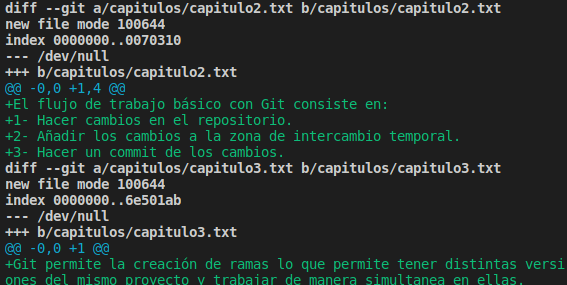 diff --git a/capitulos/capitulo2.txt b/capitulos/capitulo2.txt
new file mode 100644
index 0000000..0070310
--- /dev/null
+++ b/capitulos/capitulo2.txt
@@ -0,0 +1,4 @@
+El flujo de trabajo básico con Git consiste en:
+1- Hacer cambios en el repositorio.
+2- Añadir los cambios a la zona de intercambio temporal.
+3- Hacer un commit de los cambios.
diff --git a/capitulos/capitulo3.txt b/capitulos/capitulo3.txt
new file mode 100644
index 0000000..6e501ab
--- /dev/null
+++ b/capitulos/capitulo3.txt
@@ -0,0 +1 @@
+Git permite la creación de ramas lo que permite tener distintas versi
ones del mismo proyecto y trabajar de manera simultanea en ellas.